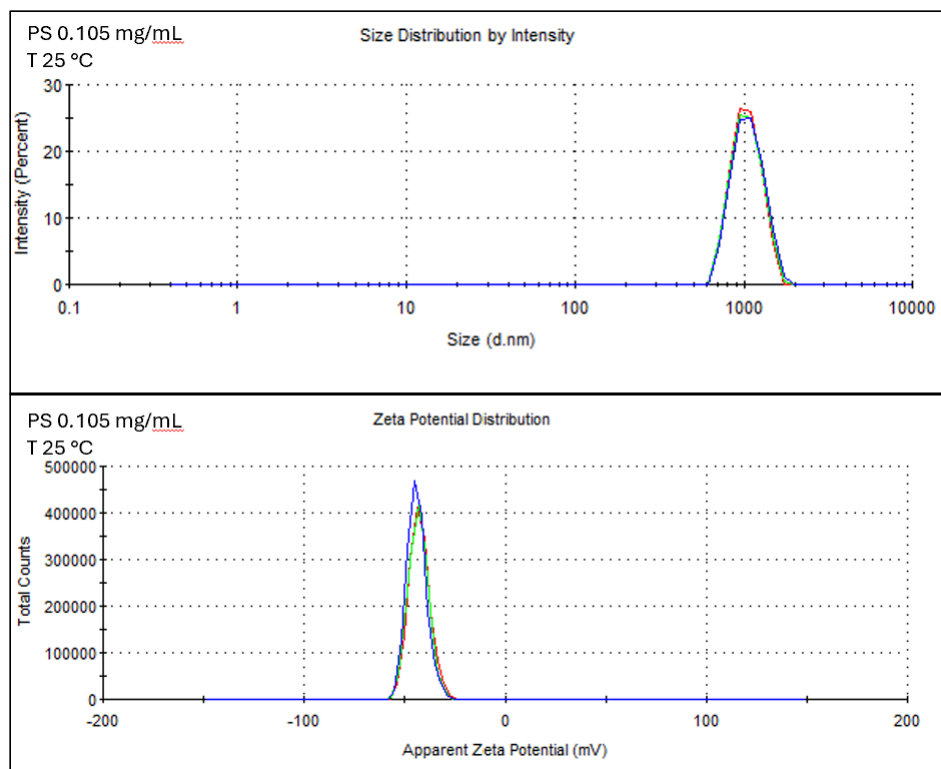 PS 0.105 mg/mL
Size Distribution by Intensity
T 25 °C
30
20
10
0
Intensity (Percent)
0.1 1 10 100 1000 10000
Size (d.nm)
PS 0.105 mg/mL
Zeta Potential Distribution
T 25 °C
500000
400000
300000
200000
100000
0
Total Counts
-200 -100 0 100 200
Apparent Zeta Potential (mV)